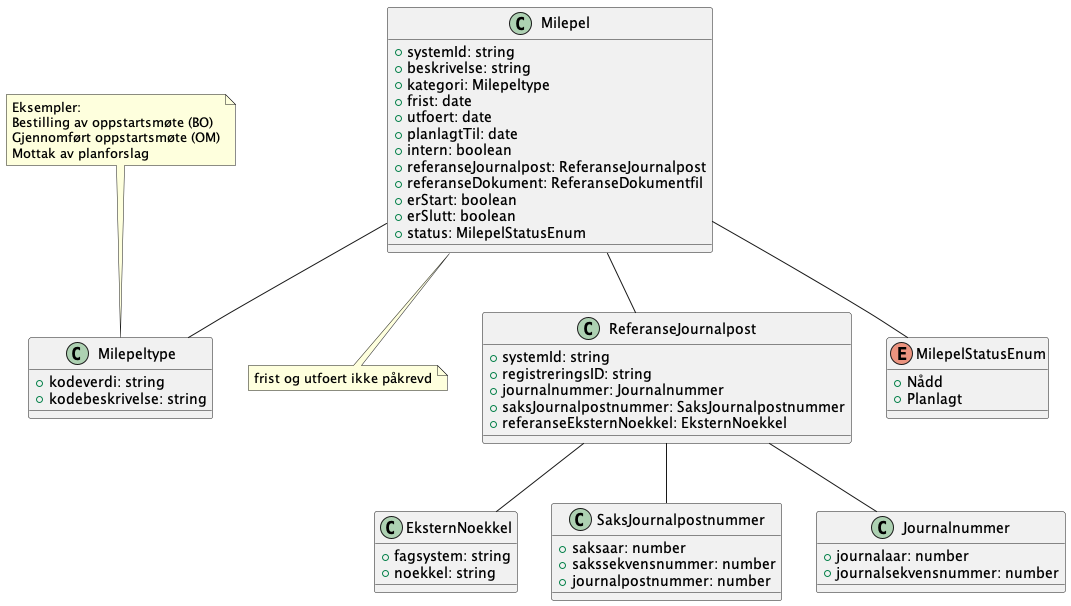 C Milepel
systemId: string
beskrivelse: string
kategori: Milepeltype
frist: date
utfoert: date
planlagtTil: date
intern: boolean
referanseJournalpost: ReferanseJournalpost
referanseDokument: ReferanseDokumentfil
erStart: boolean
erSlutt: boolean
status: MilepelStatusEnum
Eksempler:
Bestilling av oppstartsmøte (BO)
Gjennomført oppstartsmøte (OM)
Mottak av planforslag
C Milepeltype
kodeverdi: string
kodebeskrivelse: string
frist og utfoert ikke påkrevd
C ReferanseJournalpost
systemId: string
registreringsID: string
journalnummer: Journalnummer
saksJournalpostnummer: SaksJournalpostnummer
referanseEksternNoekkel: EksternNoekkel
E MilepelStatusEnum
Nådd
Planlagt
C EksternNoekkel
fagsystem: string
noekkel: string
C SaksJournalpostnummer
saksaar: number
sakssekvensnummer: number
journalpostnummer: number
C Journalnummer
journalaar: number
journalsekvensnummer: number